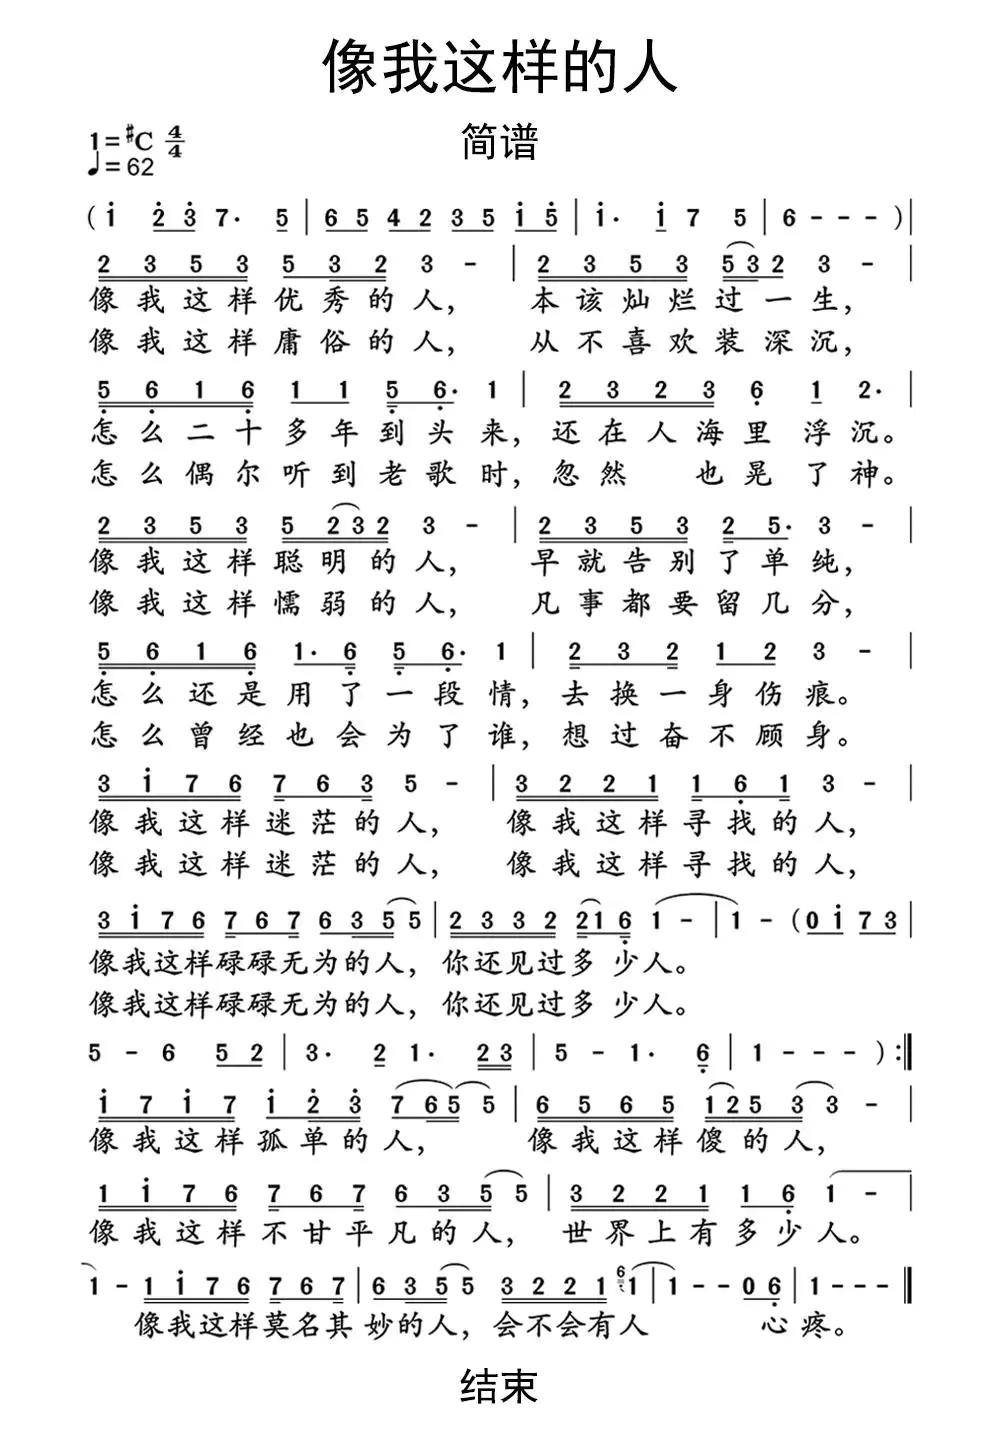 像我这样的人
简谱
1=#C 4/4
♩=62
( i̇ 2̇ 3̇ 7· 5 | 6 5 4 2 3 5 i̇ 5̇ | i̇· i̇ 7 5 | 6 - - - ) |
2 3 5 3 5 3 2 3 - | 2 3 5 3 5 3 2 3 - |
像我这样优秀的人， 本该灿烂过一生，
像我这样庸俗的人， 从不喜欢装深沉，
5̣ 6̣ 1 6̣ 1 1 5̣ 6̣· 1 | 2 3 2 3 6̣ 1 2· |
怎么二十多年到头来， 还在人海里浮沉。
怎么偶尔听到老歌时， 忽然 也晃了神。
2 3 5 3 5 2 3 2 3 - | 2 3 5 3 2 5· 3 - |
像我这样聪明的人， 早就告别了单纯，
像我这样懦弱的人， 凡事都要留几分，
5̣ 6̣ 1 6̣ 1· 6̣ 5̣ 6̣· 1 | 2 3 2 1 2 3 - |
怎么还是用了一段情， 去换一身伤痕。
怎么曾经也会为了谁， 想过奋不顾身。
3 i̇ 7 6 7 6 3 5 - | 3 2 2 1 1 6̣ 1 3 - |
像我这样迷茫的人， 像我这样寻找的人，
像我这样迷茫的人， 像我这样寻找的人，
3 i̇ 7 6 7 6 7 6 3 5 5 | 2 3 3 2 2 1 6̣ 1 - | 1 - ( 0 i̇ 7 3 |
像我这样碌碌无为的人， 你还见过多少人。
像我这样碌碌无为的人， 你还见过多少人。
5 - 6 5 2 | 3· 2 1· 2 3 | 5 - 1· 6̣ | 1 - - - ) :‖
i̇ 7 i̇ 7 i̇ 2̇ 3̇ 7 6 5 5 | 6 5 6 5 1 2 5 3 3 - |
像我这样孤单的人， 像我这样傻的人，
1 i̇ 7 6 7 6 7 6 3 5 5 | 3 2 2 1 1 6̣ 1 - |
像我这样不甘平凡的人， 世界上有多少人。
1 - 1 i̇ 7 6 7 6 7 | 6 3 5 5 3 2 2 1 6̣ 1 | 1 - - 0 6̣ | 1 - - - ‖
像我这样莫名其妙的人，会不会有人 心疼。
结束